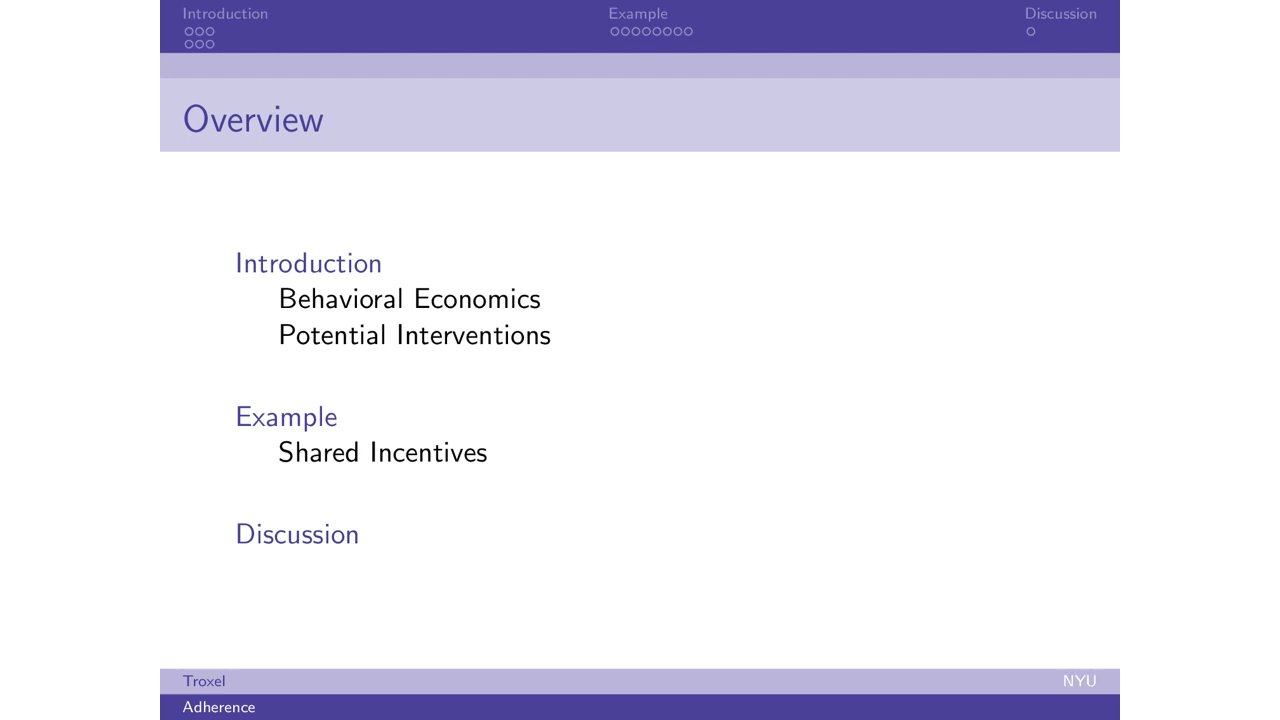 Introduction
Example
Discussion
Overview
Introduction
Behavioral Economics
Potential Interventions
Example
Shared Incentives
Discussion
Troxel
NYU
Adherence